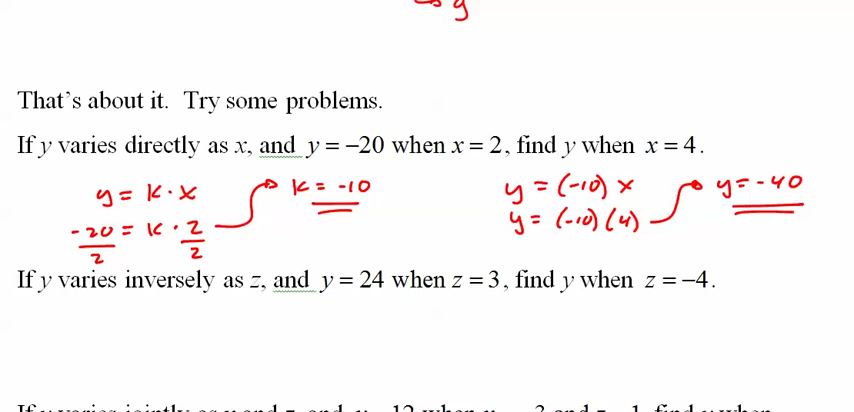 y
That's about it. Try some problems.
If y varies directly as x, and y = −20 when x = 2, find y when x = 4.
y = k · x
-20 = k · 2
2 2
k = -10
y = (-10) x
y = (-10) (4)
y = -40
If y varies inversely as z, and y = 24 when z = 3, find y when z = −4.